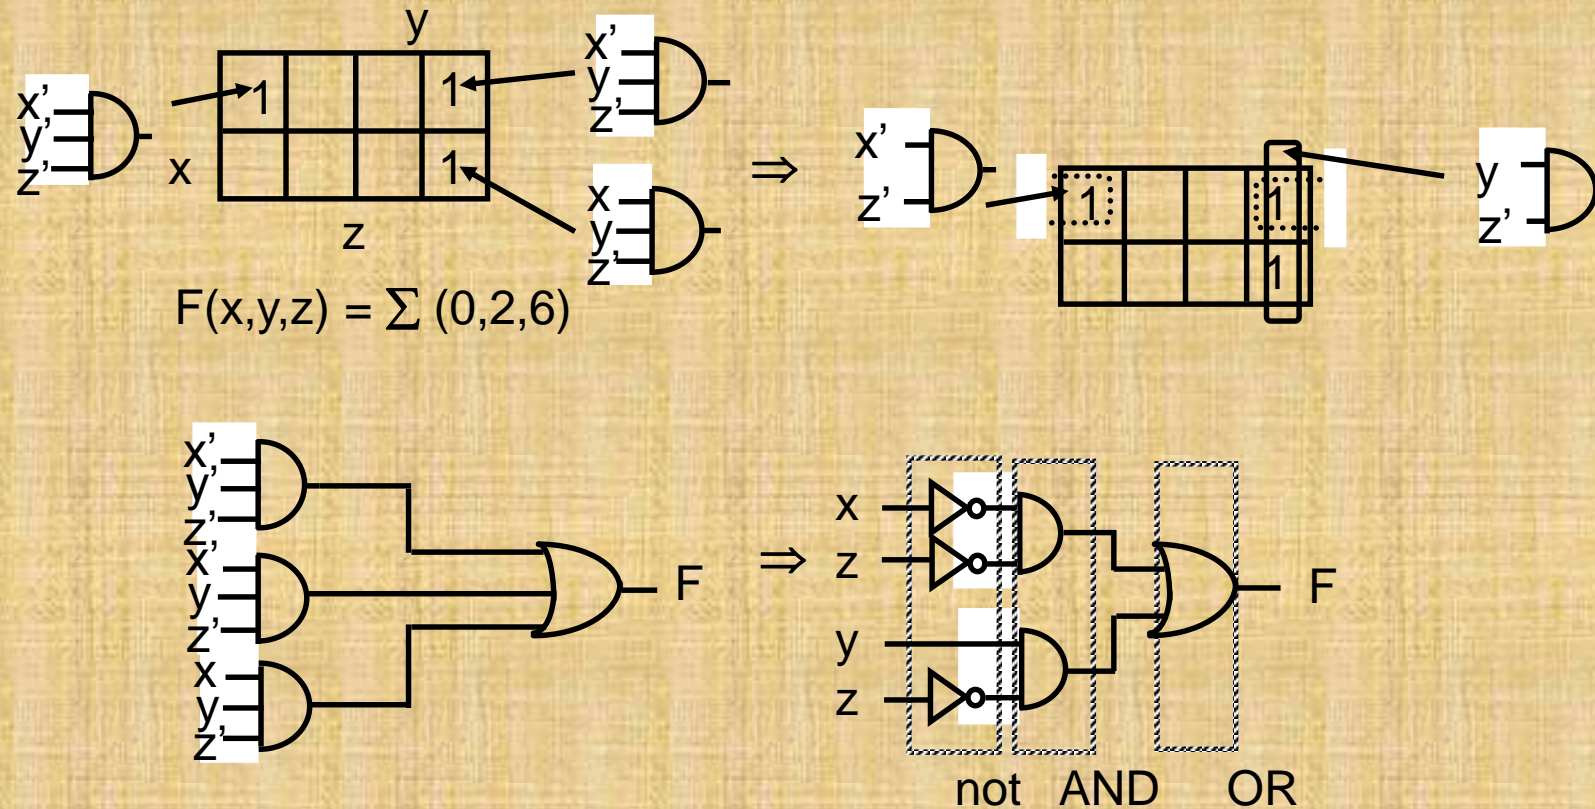 y
x'
y'
z'
1
1
x'
y
z'
x
1
x
y
z'
z
F(x,y,z) = Σ (0,2,6)
⇒
x'
z'
1
1
1
y
z'
x'
y'
z'
x'
y
z'
x
y
z'
F
⇒
x
z
y
z
F
not AND OR